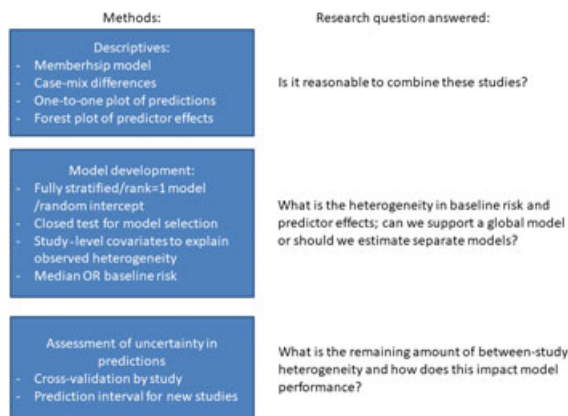 Methods:
Research question answered:
Descriptives:
- Memberhsip model
- Case-mix differences
- One-to-one plot of predictions
- Forest plot of predictor effects
Is it reasonable to combine these studies?
Model development:
- Fully stratified/rank=1 model
/random intercept
- Closed test for model selection
- Study -level covariates to explain
observed heterogeneity
- Median OR baseline risk
What is the heterogeneity in baseline risk and
predictor effects; can we support a global model
or should we estimate separate models?
Assessment of uncertainty in
predictions
- Cross-validation by study
- Prediction interval for new studies
What is the remaining amount of between-study
heterogeneity and how does this impact model
performance?